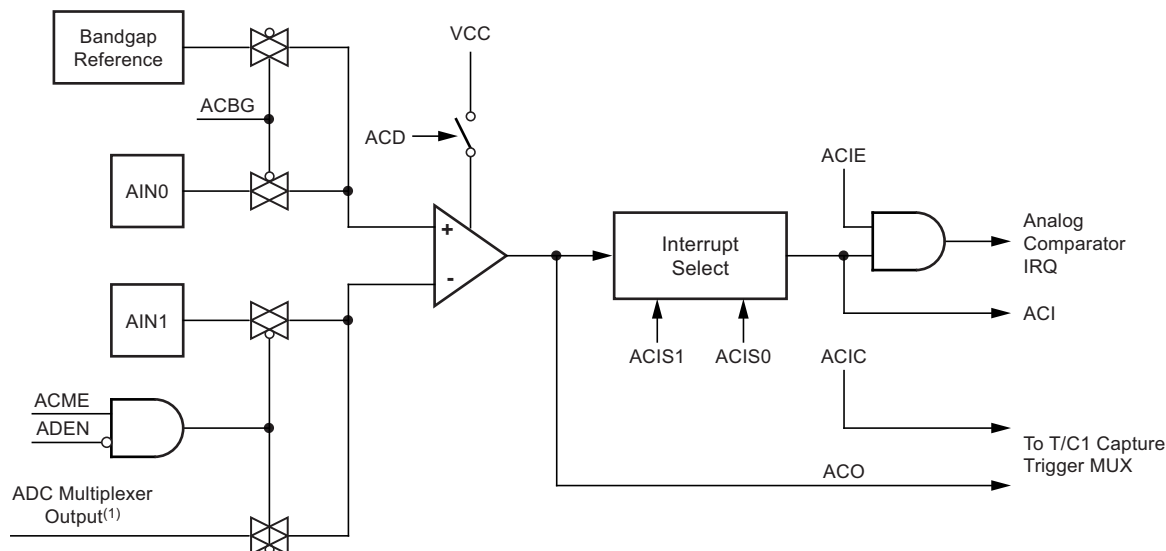 Bandgap
Reference
VCC
ACBG
ACD
ACIE
AIN0
+
-
Interrupt
Select
Analog
Comparator
IRQ
AIN1
ACI
ACIS1
ACIS0
ACIC
ACME
ADEN
To T/C1 Capture
Trigger MUX
ACO
ADC Multiplexer
Output(1)